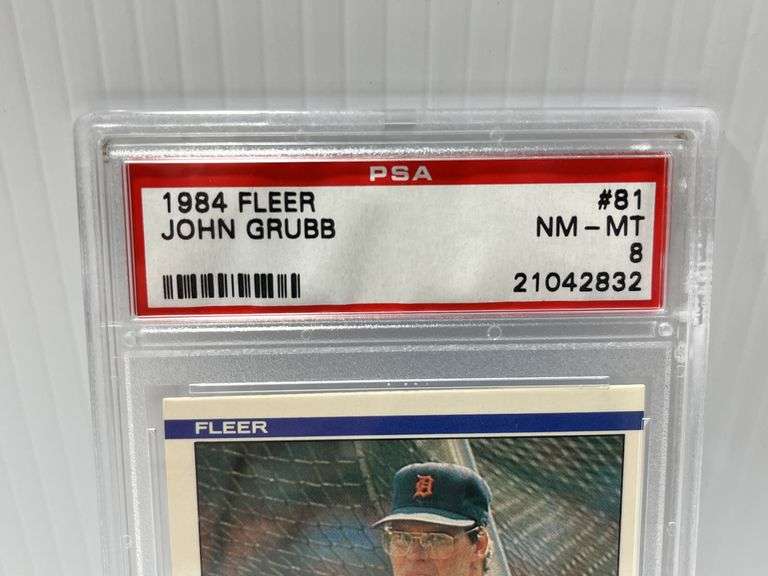 PSA
1984 FLEER #81
JOHN GRUBB NM-MT
8
21042832
FLEER
D